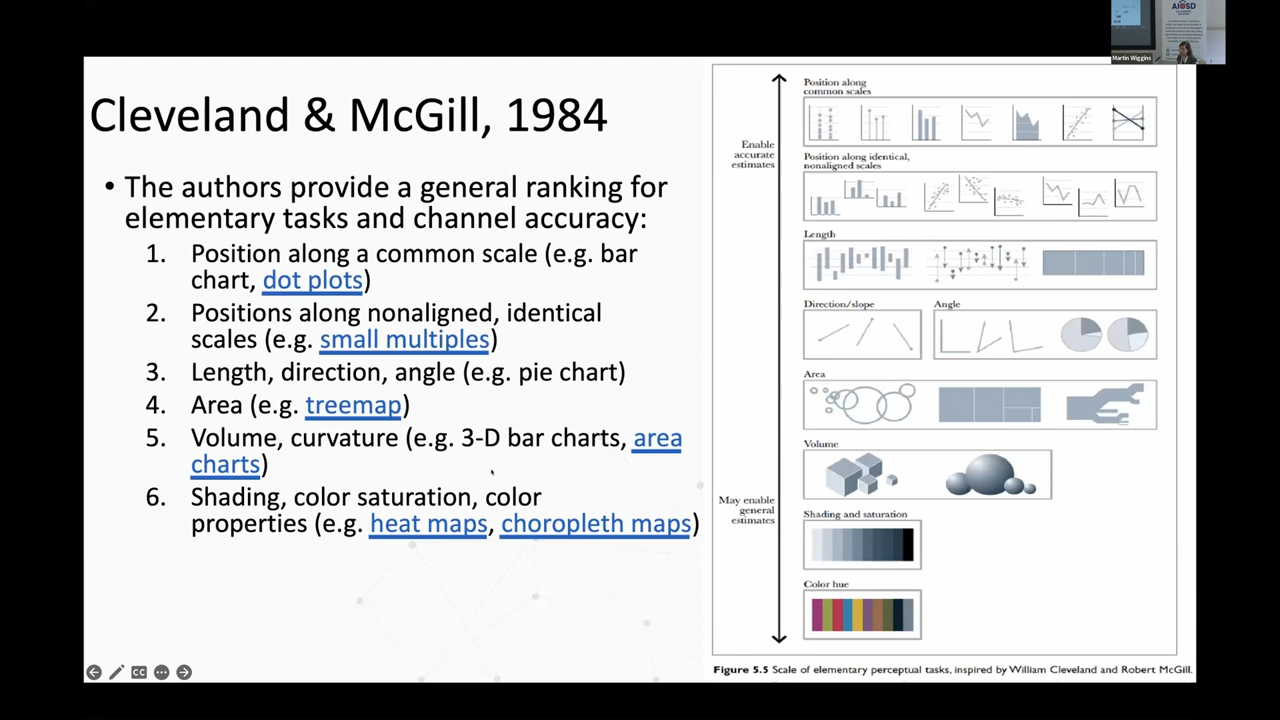 AIOSD
Martin Wiggins
Cleveland & McGill, 1984
• The authors provide a general ranking for
elementary tasks and channel accuracy:
1. Position along a common scale (e.g. bar
chart, dot plots)
2. Positions along nonaligned, identical
scales (e.g. small multiples)
3. Length, direction, angle (e.g. pie chart)
4. Area (e.g. treemap)
5. Volume, curvature (e.g. 3-D bar charts, area
charts)
6. Shading, color saturation, color
properties (e.g. heat maps, choropleth maps)
CC
Enable
accurate
estimates
May enable
general
estimates
Position along
common scales
Position along identical,
nonaligned scales
Length
Direction/slope
Angle
Area
Volume
Shading and saturation
Color hue
Figure 5.5 Scale of elementary perceptual tasks, inspired by William Cleveland and Robert McGill.